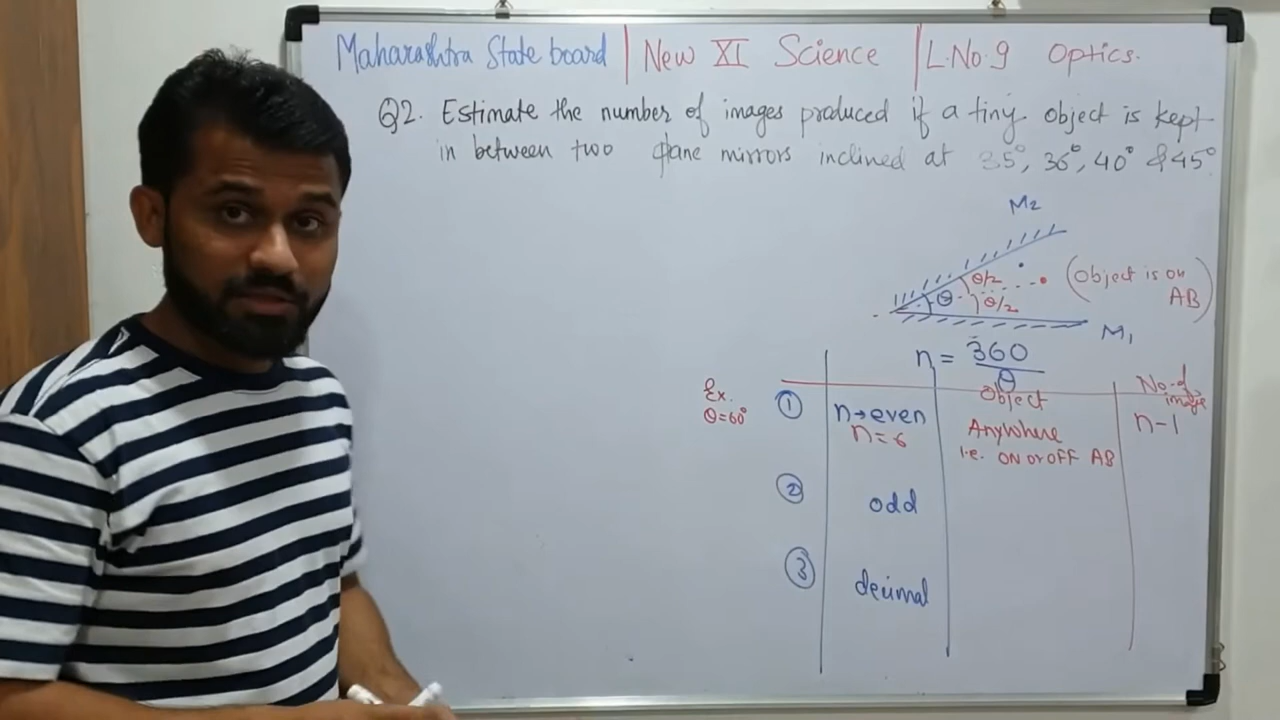 Maharashtra State board | New XI Science | L.No.9 Optics.
Q2. Estimate the number of images produced if a tiny object is kept
in between two plane mirrors inclined at 35°, 36°, 40° & 45°
M2
θ/2 (Object is on
θ θ/2 AB)
M1
n = 360
θ
Ex. ① Object No. of
θ=60° n→even Anywhere image
n=6 i.e. ON or OFF AB n-1
② odd
③ decimal